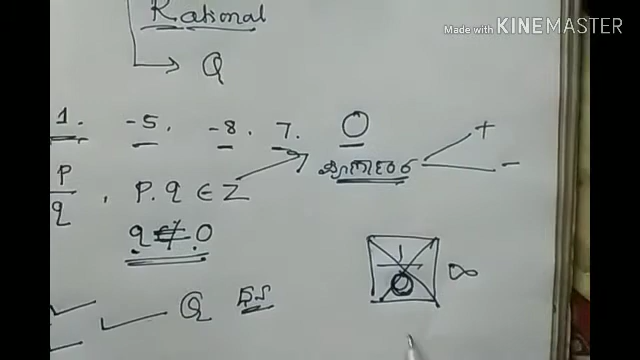 Made with KINEMASTER
Rational
Q
1. -5. -8. 7. 0
+
-
P/q , P. q ∈ Z
q ≠ 0
1/0 ∞
Q